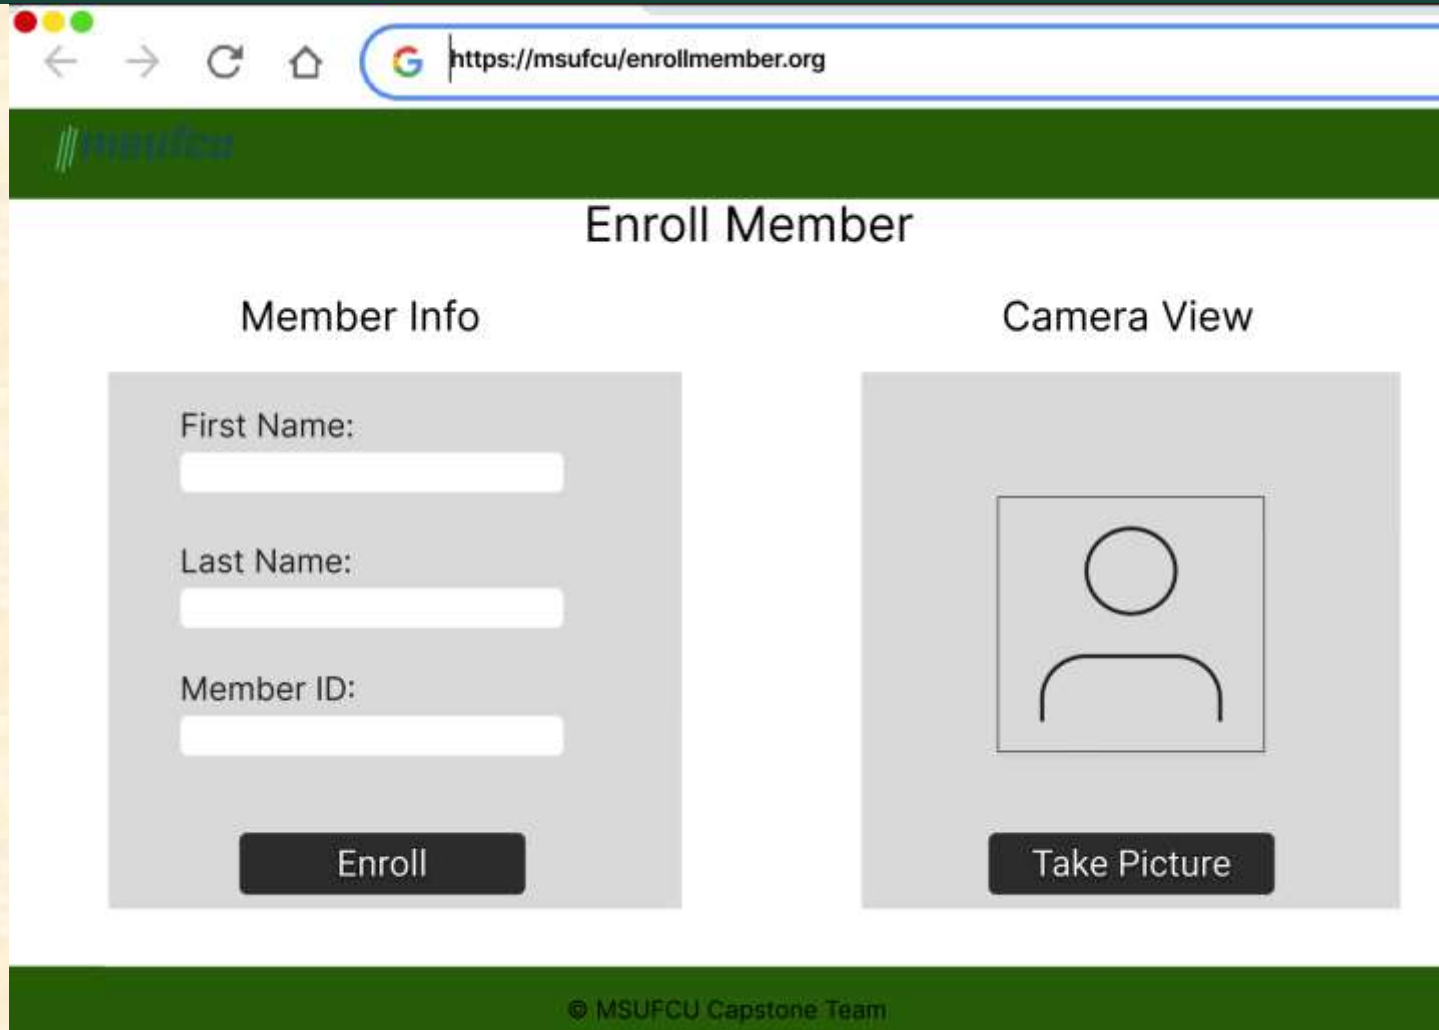 https://msufcu/enrollmember.org
msufcu
Enroll Member
Member Info
Camera View
First Name:
Last Name:
Member ID:
Enroll
Take Picture
© MSUFCU Capstone Team